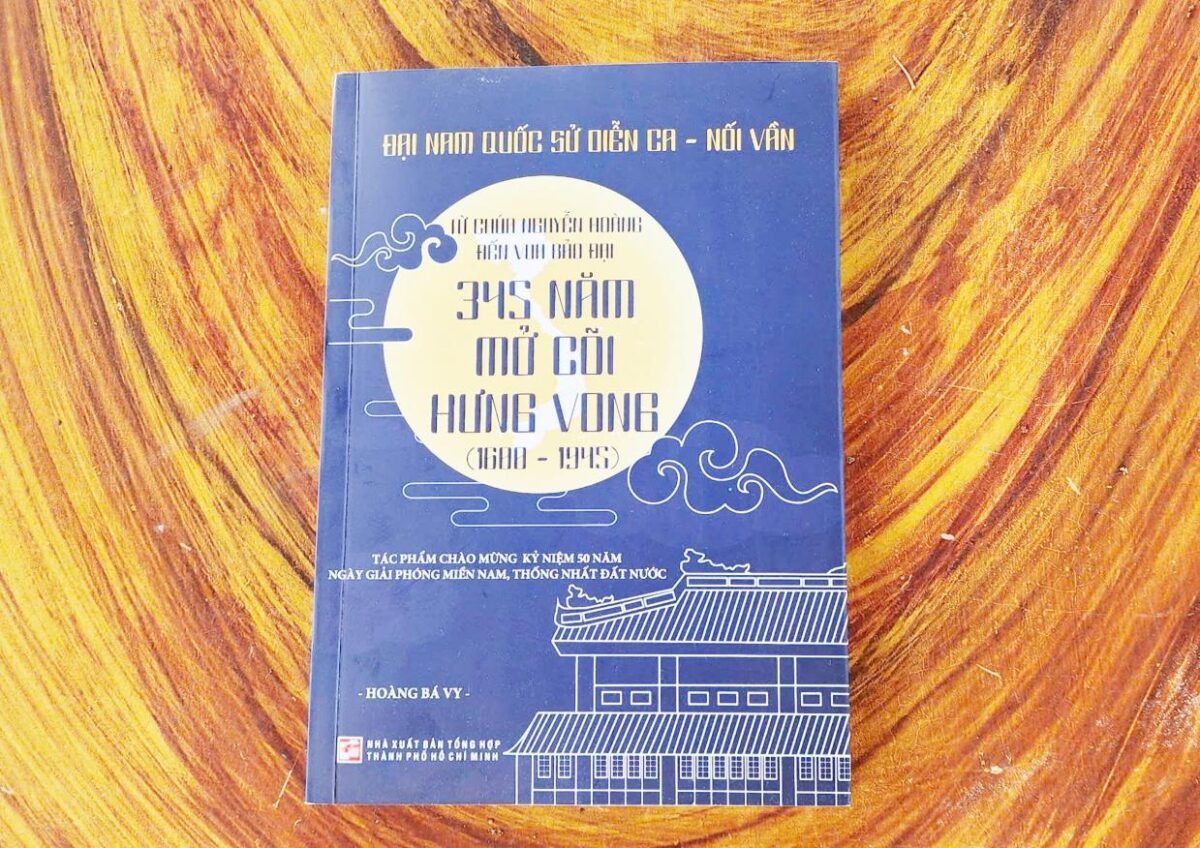 ĐẠI NAM QUỐC SỬ DIỄN CA - NỐI VẦN
TỪ CHÚA NGUYỄN HOÀNG
ĐẾN VUA BẢO ĐẠI
345 NĂM
MỞ CÕI
HƯNG VONG
(1600 - 1945)
TÁC PHẨM CHÀO MỪNG KỶ NIỆM 50 NĂM
NGÀY GIẢI PHÓNG MIỀN NAM, THỐNG NHẤT ĐẤT NƯỚC
- HOÀNG BÁ VY -
NHÀ XUẤT BẢN TỔNG HỢP
THÀNH PHỐ HỒ CHÍ MINH